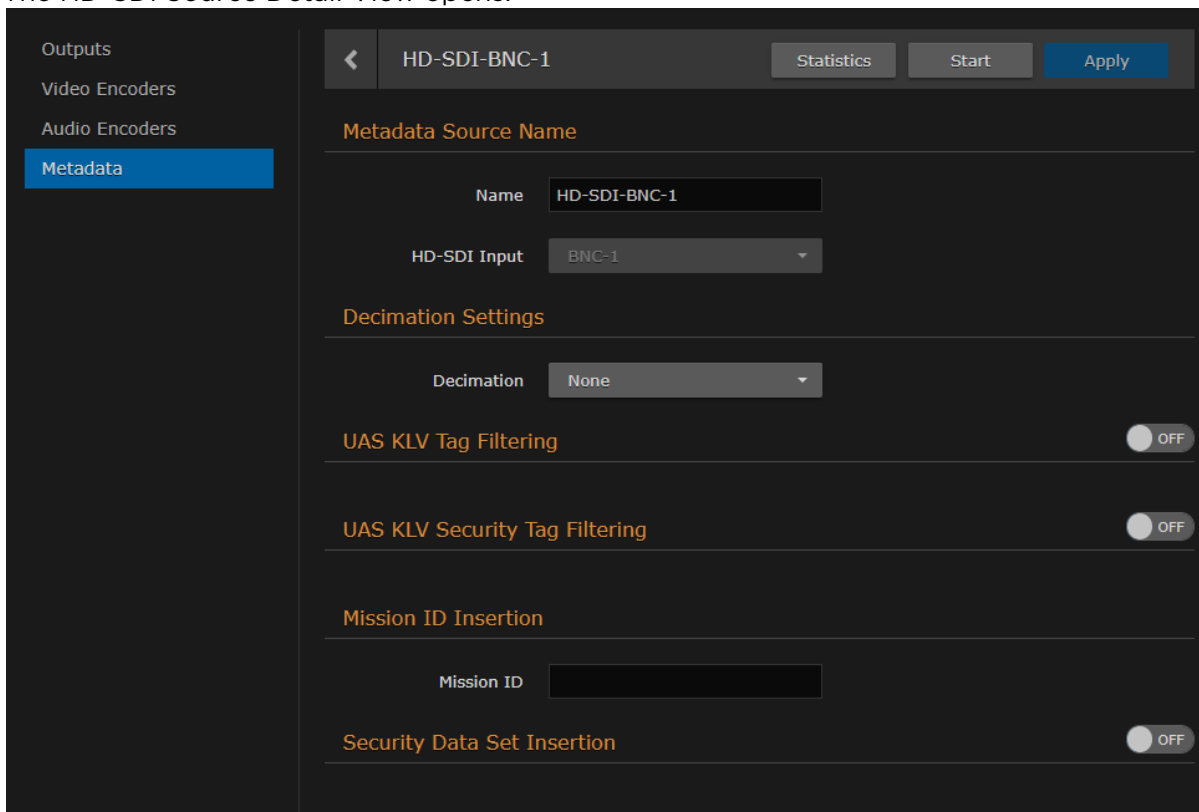 The HD-SDI Source Detail View opens.
Outputs
Video Encoders
Audio Encoders
Metadata
HD-SDI-BNC-1
Statistics
Start
Apply
Metadata Source Name
Name
HD-SDI-BNC-1
HD-SDI Input
BNC-1
Decimation Settings
Decimation
None
UAS KLV Tag Filtering
OFF
UAS KLV Security Tag Filtering
OFF
Mission ID Insertion
Mission ID
Security Data Set Insertion
OFF